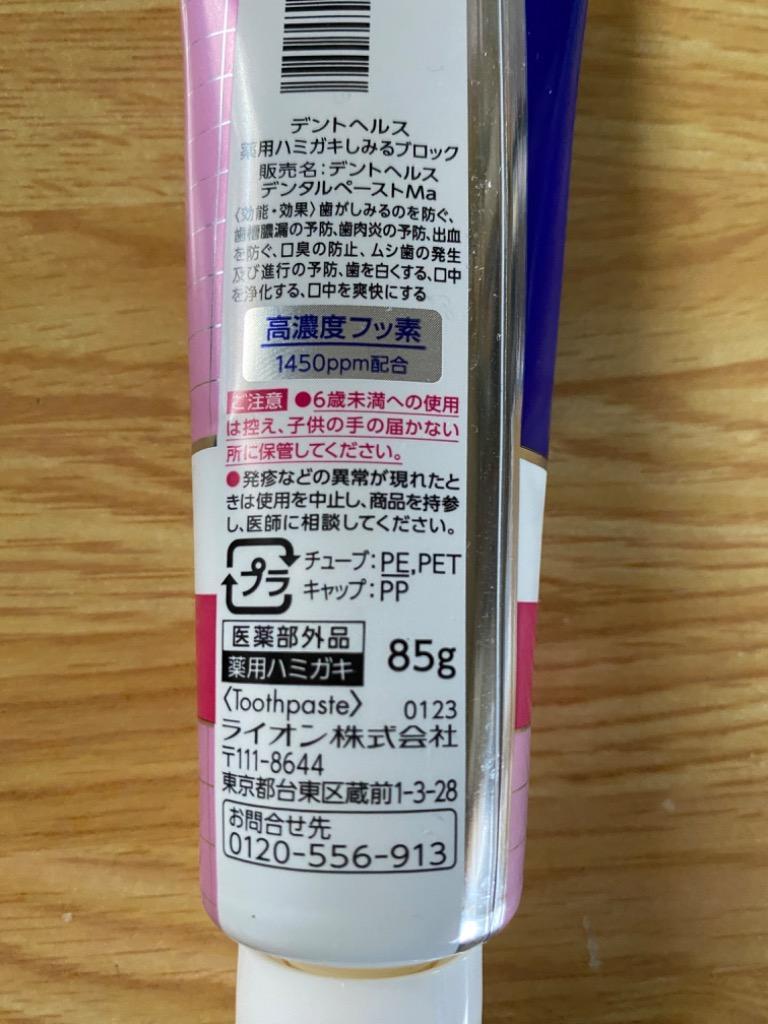 デントヘルス
薬用ハミガキしみるブロック
販売名:デントヘルス
デンタルペーストMa
〈効能・効果〉歯がしみるのを防ぐ、
歯槽膿漏の予防、歯肉炎の予防、出血
を防ぐ、口臭の防止、ムシ歯の発生
及び進行の予防、歯を白くする、口中
を浄化する、口中を爽快にする
高濃度フッ素
1450ppm配合
ご注意 ●6歳未満への使用
は控え、子供の手の届かない
所に保管してください。
●発疹などの異常が現れたと
きは使用を中止し、商品を持参
し、医師に相談してください。
プラ チューブ:PE,PET
キャップ:PP
医薬部外品
薬用ハミガキ 85g
〈Toothpaste〉 0123
ライオン株式会社
〒111-8644
東京都台東区蔵前1-3-28
お問合せ先
0120-556-913